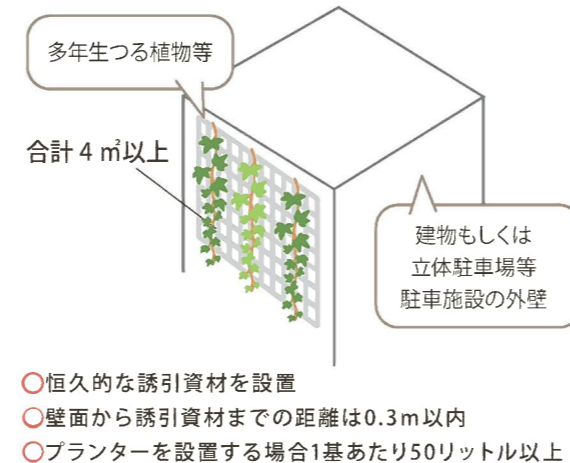 多年生つる植物等
合計4㎡以上
建物もしくは
立体駐車場等
駐車施設の外壁
○恒久的な誘引資材を設置
○壁面から誘引資材までの距離は0.3m以内
○プランターを設置する場合1基あたり50リットル以上